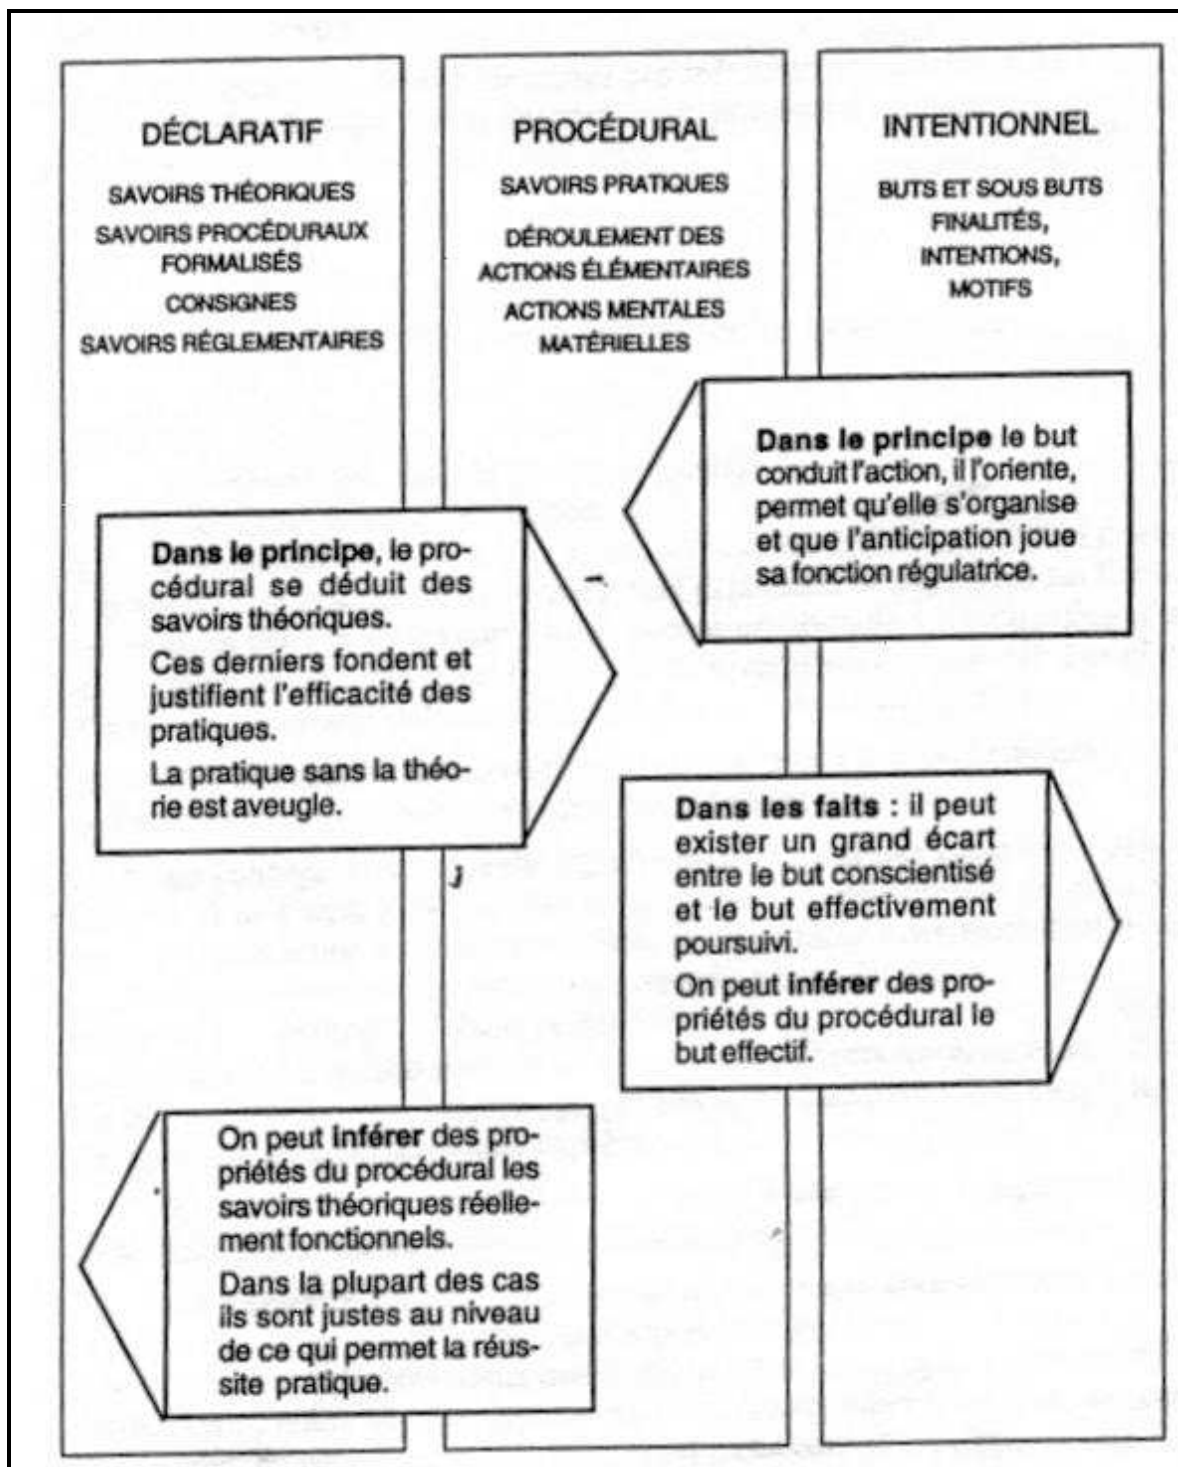 DÉCLARATIF
SAVOIRS THÉORIQUES
SAVOIRS PROCÉDURAUX
FORMALISÉS
CONSIGNES
SAVOIRS RÉGLEMENTAIRES
PROCÉDURAL
SAVOIRS PRATIQUES
DÉROULEMENT DES
ACTIONS ÉLÉMENTAIRES
ACTIONS MENTALES
MATÉRIELLES
INTENTIONNEL
BUTS ET SOUS BUTS
FINALITÉS,
INTENTIONS,
MOTIFS
Dans le principe le but
conduit l'action, il l'oriente,
permet qu'elle s'organise
et que l'anticipation joue
sa fonction régulatrice.
Dans le principe, le pro-
cédural se déduit des
savoirs théoriques.
Ces derniers fondent et
justifient l'efficacité des
pratiques.
La pratique sans la théo-
rie est aveugle.
Dans les faits : il peut
exister un grand écart
entre le but conscientisé
et le but effectivement
poursuivi.
On peut inférer des pro-
priétés du procédural le
but effectif.
On peut inférer des pro-
priétés du procédural les
savoirs théoriques réelle-
ment fonctionnels.
Dans la plupart des cas
ils sont justes au niveau
de ce qui permet la réus-
site pratique.